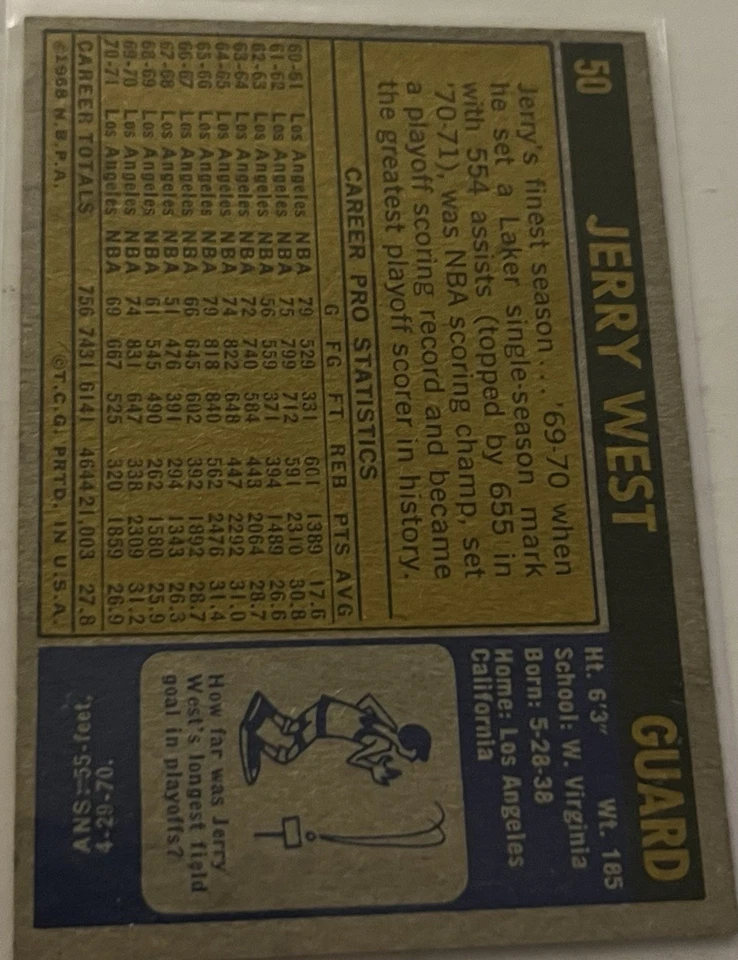 50 JERRY WEST GUARD
Jerry's finest season... '69-70 when
he set a Laker single-season mark
with 554 assists (topped by 655 in
'70-71), was NBA scoring champ, set
a playoff scoring record and became
the greatest playoff scorer in history.
CAREER PRO STATISTICS
G FG FT REB PTS AVG
60-61 Los Angeles NBA 79 529 331 601 1389 17.6
61-62 Los Angeles NBA 75 799 712 591 2310 30.8
62-63 Los Angeles NBA 56 559 371 394 1489 26.6
63-64 Los Angeles NBA 72 740 584 443 2064 28.7
64-65 Los Angeles NBA 74 822 648 447 2292 31.0
65-66 Los Angeles NBA 79 818 840 562 2476 31.4
66-67 Los Angeles NBA 66 645 602 392 1892 28.7
67-68 Los Angeles NBA 51 476 391 294 1343 26.3
68-69 Los Angeles NBA 61 545 490 262 1580 25.9
69-70 Los Angeles NBA 74 831 647 338 2309 31.2
70-71 Los Angeles NBA 69 667 525 320 1859 26.9
CAREER TOTALS 756 7431 6141 4644 21,003 27.8
©1968 N.B.P.A. ©T.C.G. PRTD. IN U.S.A.
Ht. 6'3" Wt. 185
School: W. Virginia
Born: 5-28-38
Home: Los Angeles
California
How far was Jerry
West's longest field
goal in playoffs?
ANS=55-feet,
4-29-70.